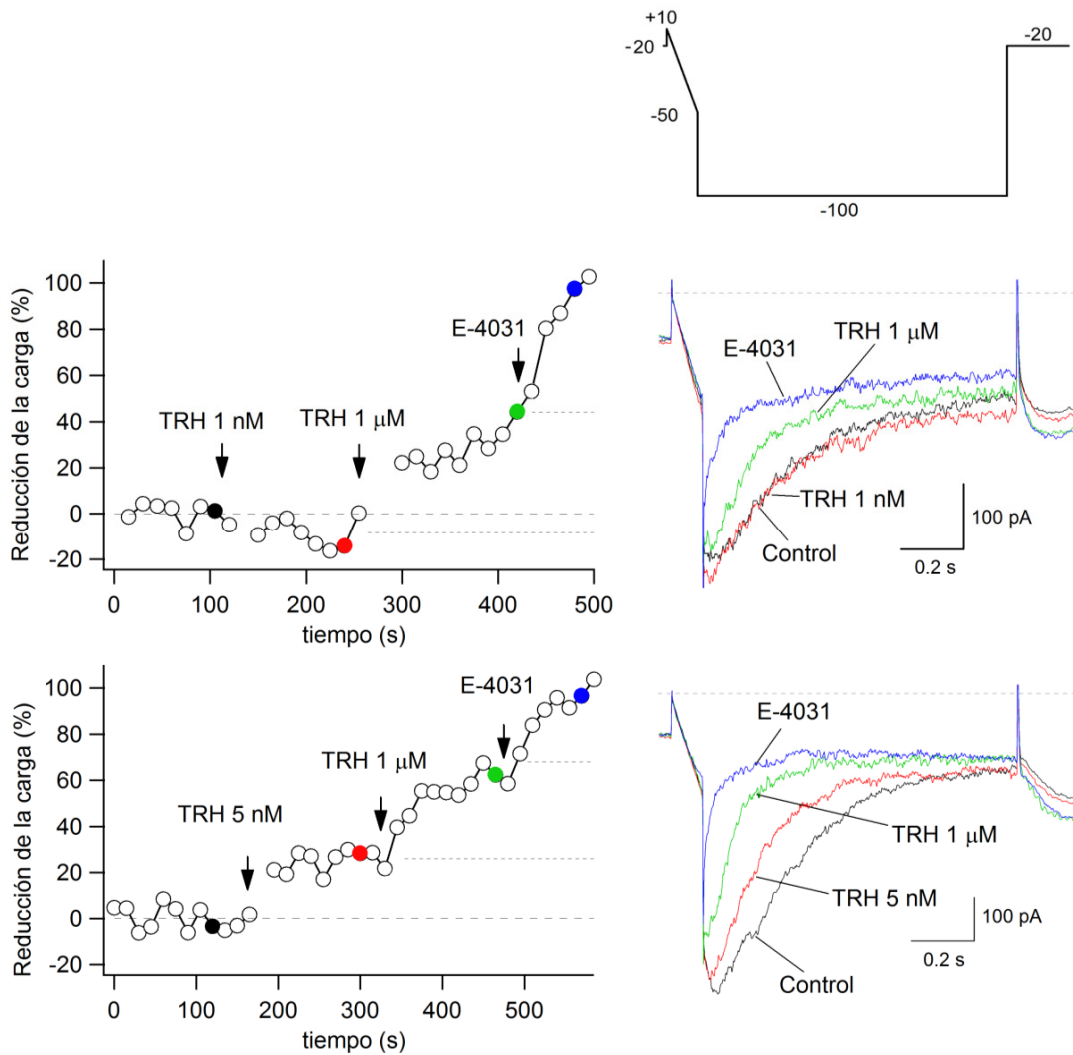 +10
-20
-20
-50
-100
Reducción de la carga (%)
100
80
60
40
20
0
-20
TRH 1 nM
TRH 1 μM
E-4031
0
100
200
300
400
500
tiempo (s)
E-4031
TRH 1 μM
TRH 1 nM
Control
100 pA
0.2 s
Reducción de la carga (%)
100
80
60
40
20
0
-20
TRH 5 nM
TRH 1 μM
E-4031
0
100
200
300
400
500
tiempo (s)
E-4031
TRH 1 μM
TRH 5 nM
Control
100 pA
0.2 s